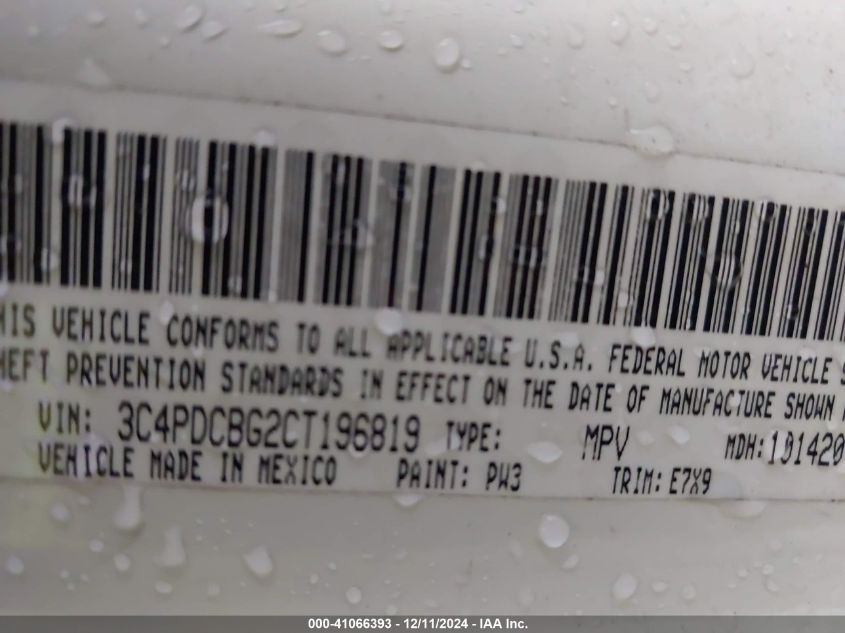 HIS VEHICLE CONFORMS TO ALL APPLICABLE U.S.A. FEDERAL MOTOR VEHICLE S
HEFT PREVENTION STANDARDS IN EFFECT ON THE DATE OF MANUFACTURE SHOWN
VIN: 3C4PDCBG2CT196819 TYPE: MPV MDH: 101420
VEHICLE MADE IN MEXICO PAINT: PW3 TRIM: E7X9
000-41066393 - 12/11/2024 - IAA Inc.